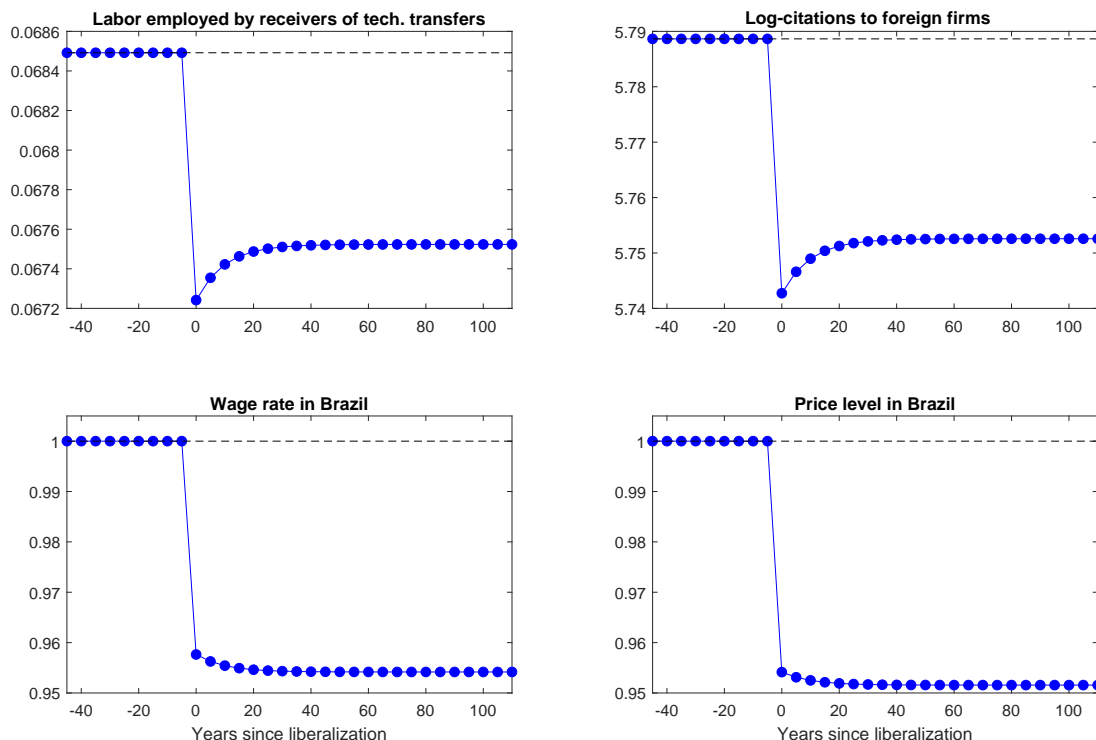 Labor employed by receivers of tech. transfers
0.0686
0.0684
0.0682
0.068
0.0678
0.0676
0.0674
0.0672
-40 -20 0 20 40 60 80 100
Log-citations to foreign firms
5.79
5.78
5.77
5.76
5.75
5.74
-40 -20 0 20 40 60 80 100
Wage rate in Brazil
1
0.99
0.98
0.97
0.96
0.95
-40 -20 0 20 40 60 80 100
Years since liberalization
Price level in Brazil
1
0.99
0.98
0.97
0.96
0.95
-40 -20 0 20 40 60 80 100
Years since liberalization